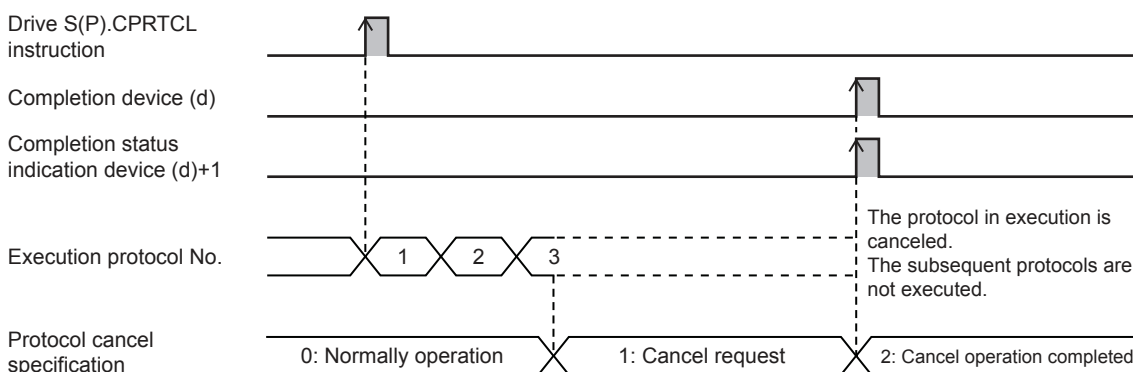 Drive S(P).CPRTCL
instruction
Completion device (d)
Completion status
indication device (d)+1
Execution protocol No.
1
2
3
The protocol in execution is
canceled.
The subsequent protocols are
not executed.
Protocol cancel
specification
0: Normally operation
1: Cancel request
2: Cancel operation completed